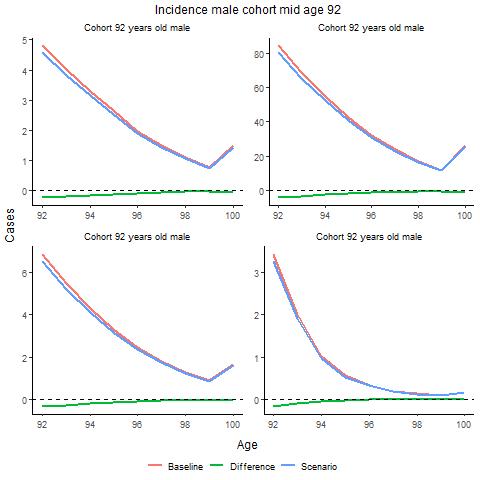 Incidence male cohort mid age 92
Cohort 92 years old male
Cohort 92 years old male
5
4
3
2
1
0
92 94 96 98 100
80
60
40
20
0
92 94 96 98 100
Cases
Cohort 92 years old male
Cohort 92 years old male
6
4
2
0
92 94 96 98 100
3
2
1
0
92 94 96 98 100
Age
Baseline Difference Scenario